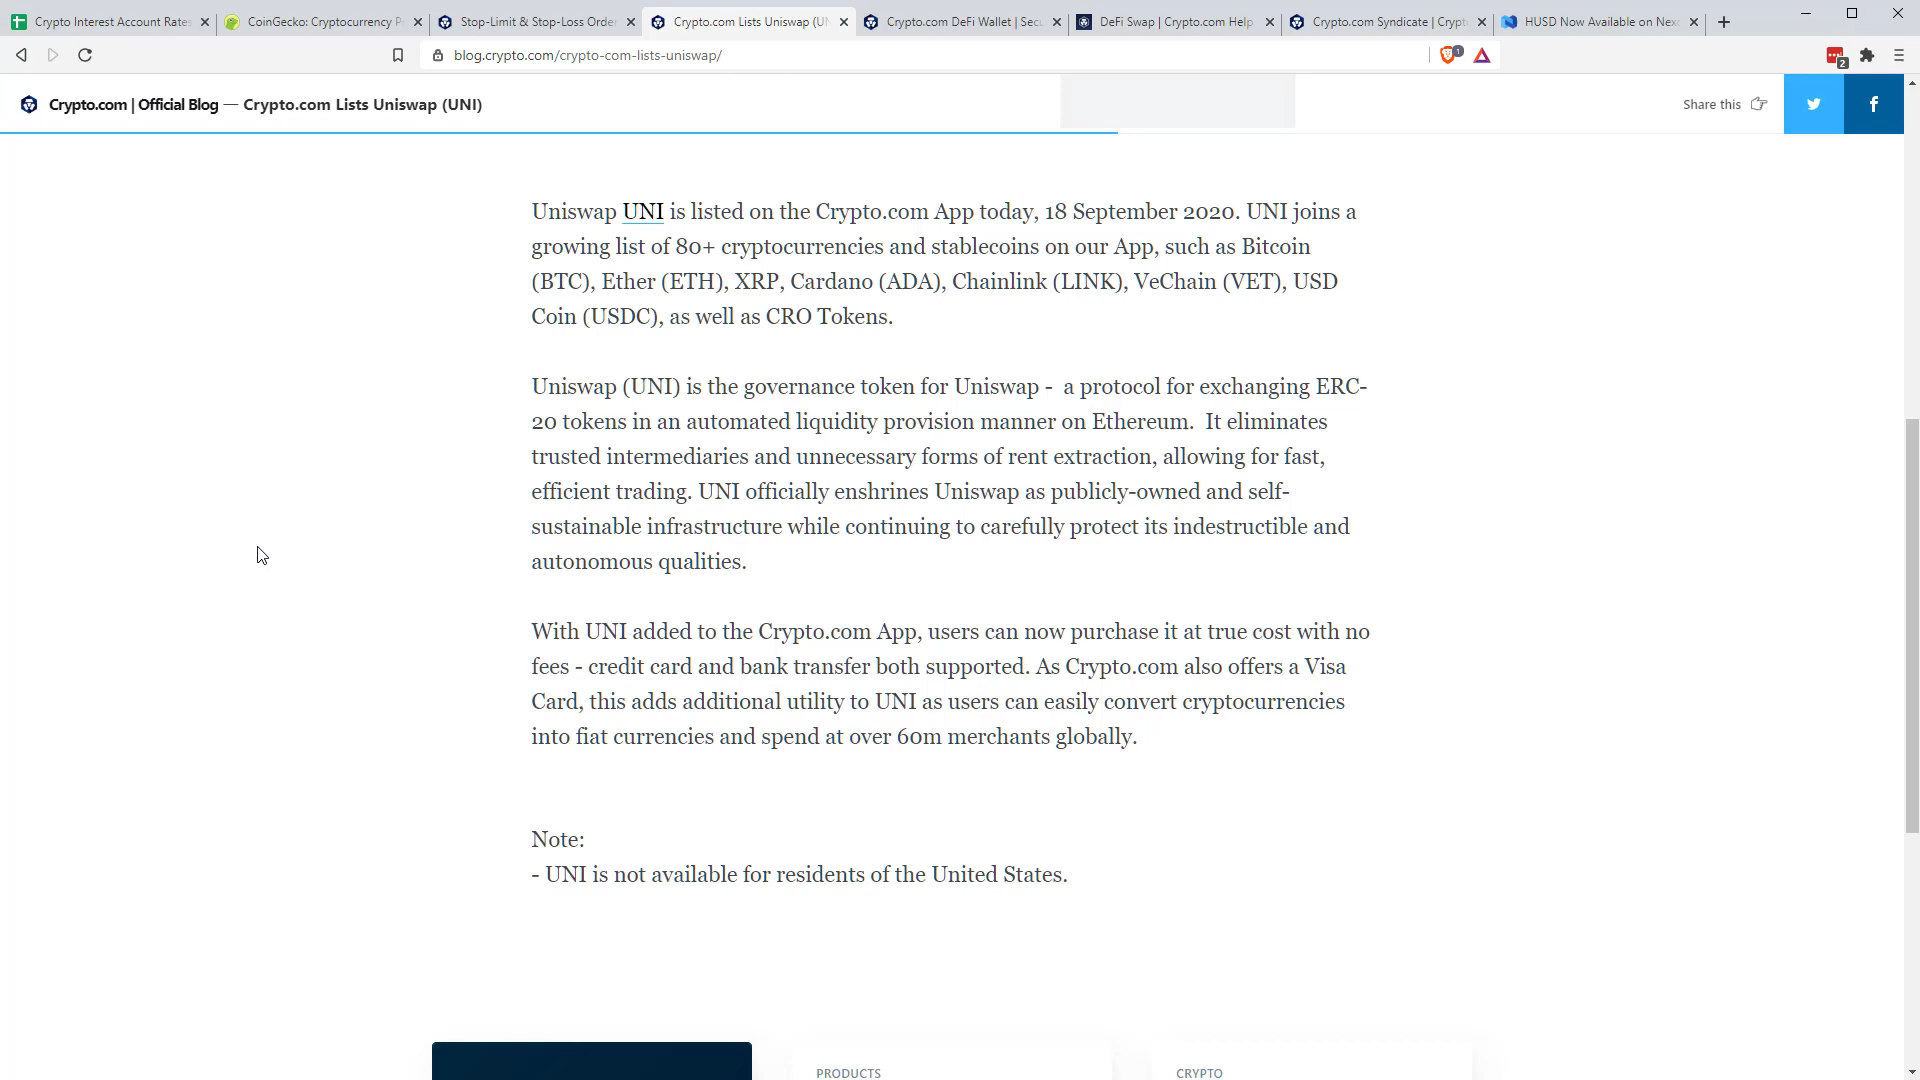 Crypto Interest Account Rates
CoinGecko: Cryptocurrency P
Stop-Limit & Stop-Loss Order
Crypto.com Lists Uniswap (UN
Crypto.com DeFi Wallet | Secu
DeFi Swap | Crypto.com Help
Crypto.com Syndicate | Crypt
HUSD Now Available on Nex
blog.crypto.com/crypto-com-lists-uniswap/
1
2
Crypto.com | Official Blog — Crypto.com Lists Uniswap (UNI)
Share this
Uniswap UNI is listed on the Crypto.com App today, 18 September 2020. UNI joins a
growing list of 80+ cryptocurrencies and stablecoins on our App, such as Bitcoin
(BTC), Ether (ETH), XRP, Cardano (ADA), Chainlink (LINK), VeChain (VET), USD
Coin (USDC), as well as CRO Tokens.
Uniswap (UNI) is the governance token for Uniswap -  a protocol for exchanging ERC-
20 tokens in an automated liquidity provision manner on Ethereum.  It eliminates
trusted intermediaries and unnecessary forms of rent extraction, allowing for fast,
efficient trading. UNI officially enshrines Uniswap as publicly-owned and self-
sustainable infrastructure while continuing to carefully protect its indestructible and
autonomous qualities.
With UNI added to the Crypto.com App, users can now purchase it at true cost with no
fees - credit card and bank transfer both supported. As Crypto.com also offers a Visa
Card, this adds additional utility to UNI as users can easily convert cryptocurrencies
into fiat currencies and spend at over 60m merchants globally.
Note:
- UNI is not available for residents of the United States.
PRODUCTS
CRYPTO